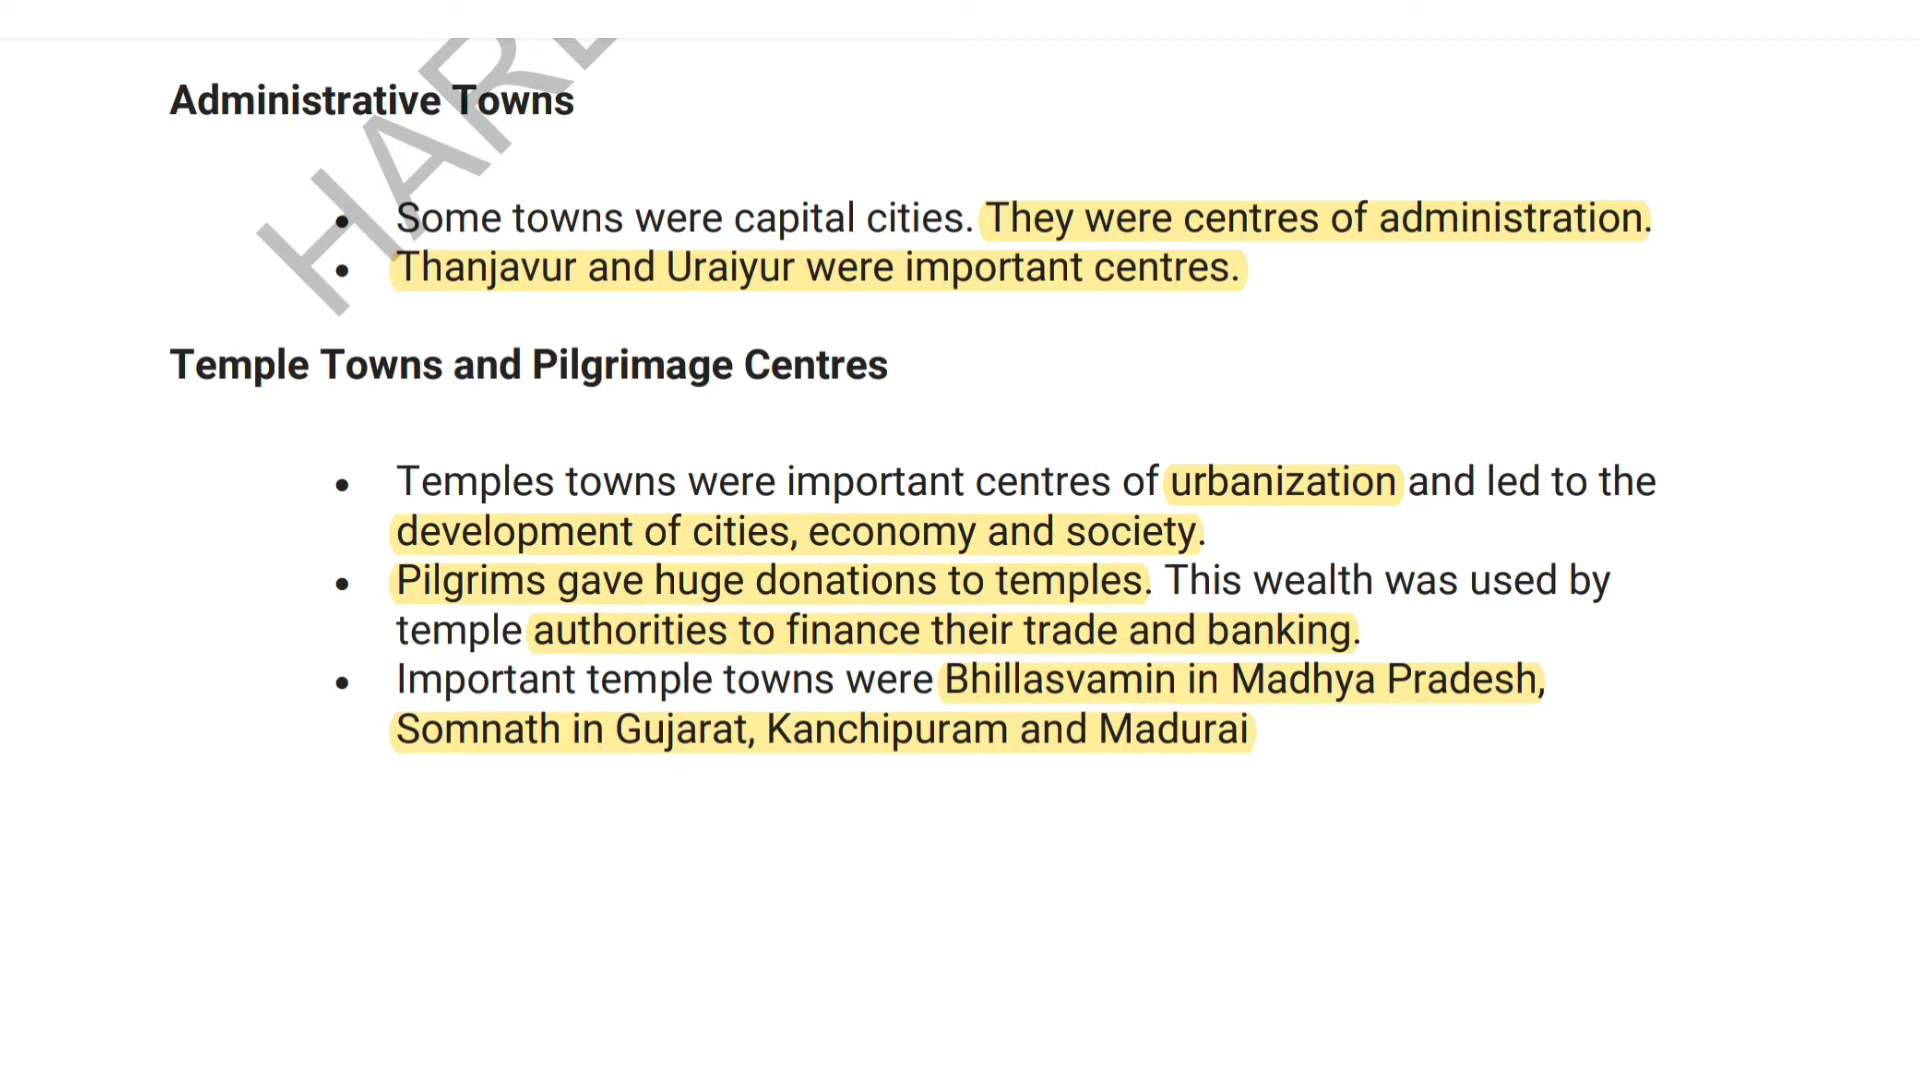 HARE
Administrative Towns
• Some towns were capital cities. They were centres of administration.
• Thanjavur and Uraiyur were important centres.
Temple Towns and Pilgrimage Centres
• Temples towns were important centres of urbanization and led to the
development of cities, economy and society.
• Pilgrims gave huge donations to temples. This wealth was used by
temple authorities to finance their trade and banking.
• Important temple towns were Bhillasvamin in Madhya Pradesh,
Somnath in Gujarat, Kanchipuram and Madurai